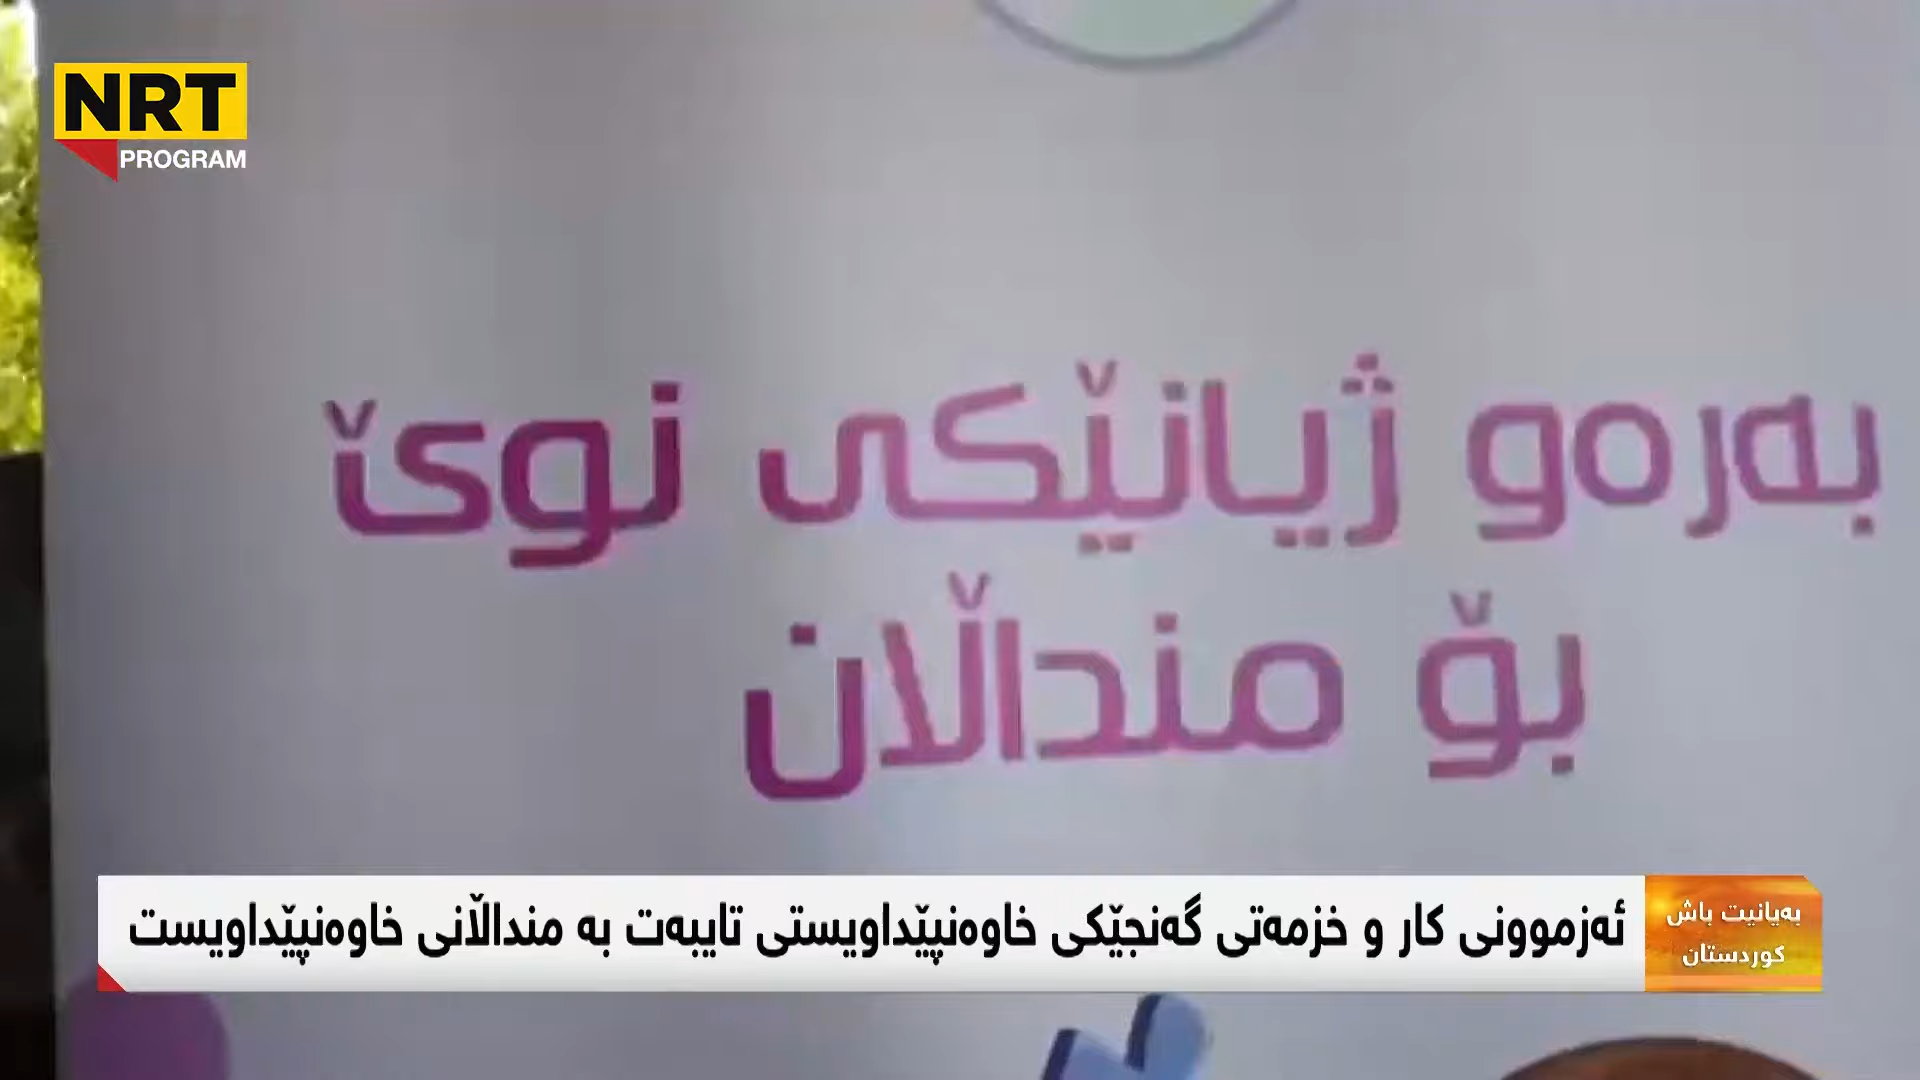 NRT
PROGRAM
بەرەو ژیانێکی نوێ
بۆ منداڵان
بەیانیت باش
کوردستان
ئەزموونی کار و خزمەتی گەنجێکی خاوەنپێداویستی تایبەت بە منداڵانی خاوەنپێداویست